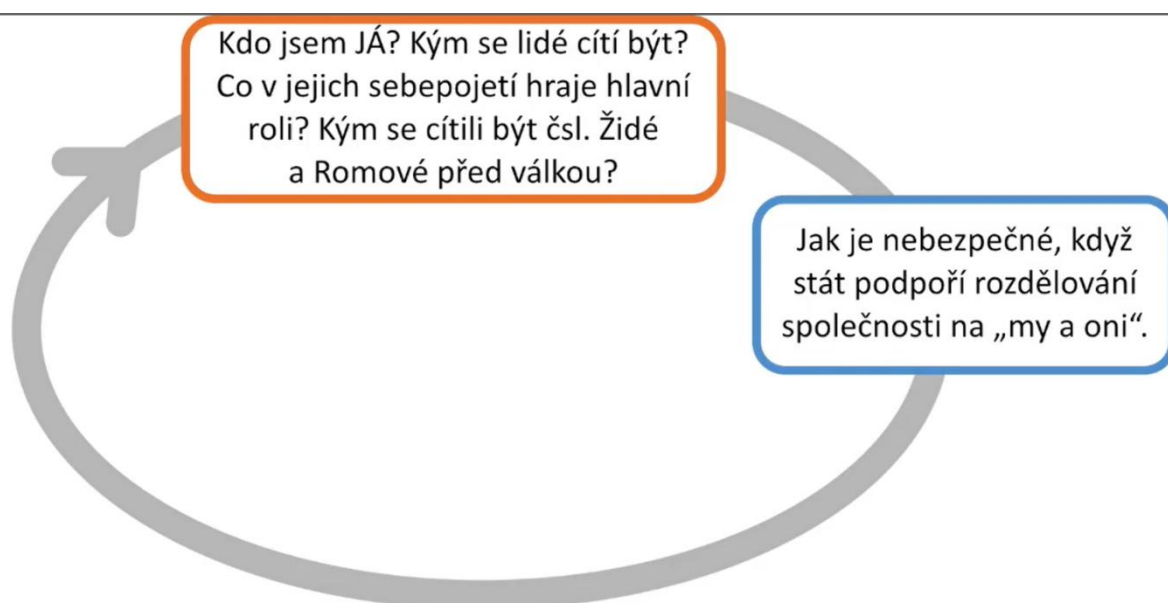 Kdo jsem JÁ? Kým se lidé cítí být?
Co v jejich sebepojetí hraje hlavní
roli? Kým se cítili být čsl. Židé
a Romové před válkou?
Jak je nebezpečné, když
stát podpoří rozdělování
společnosti na „my a oni“.